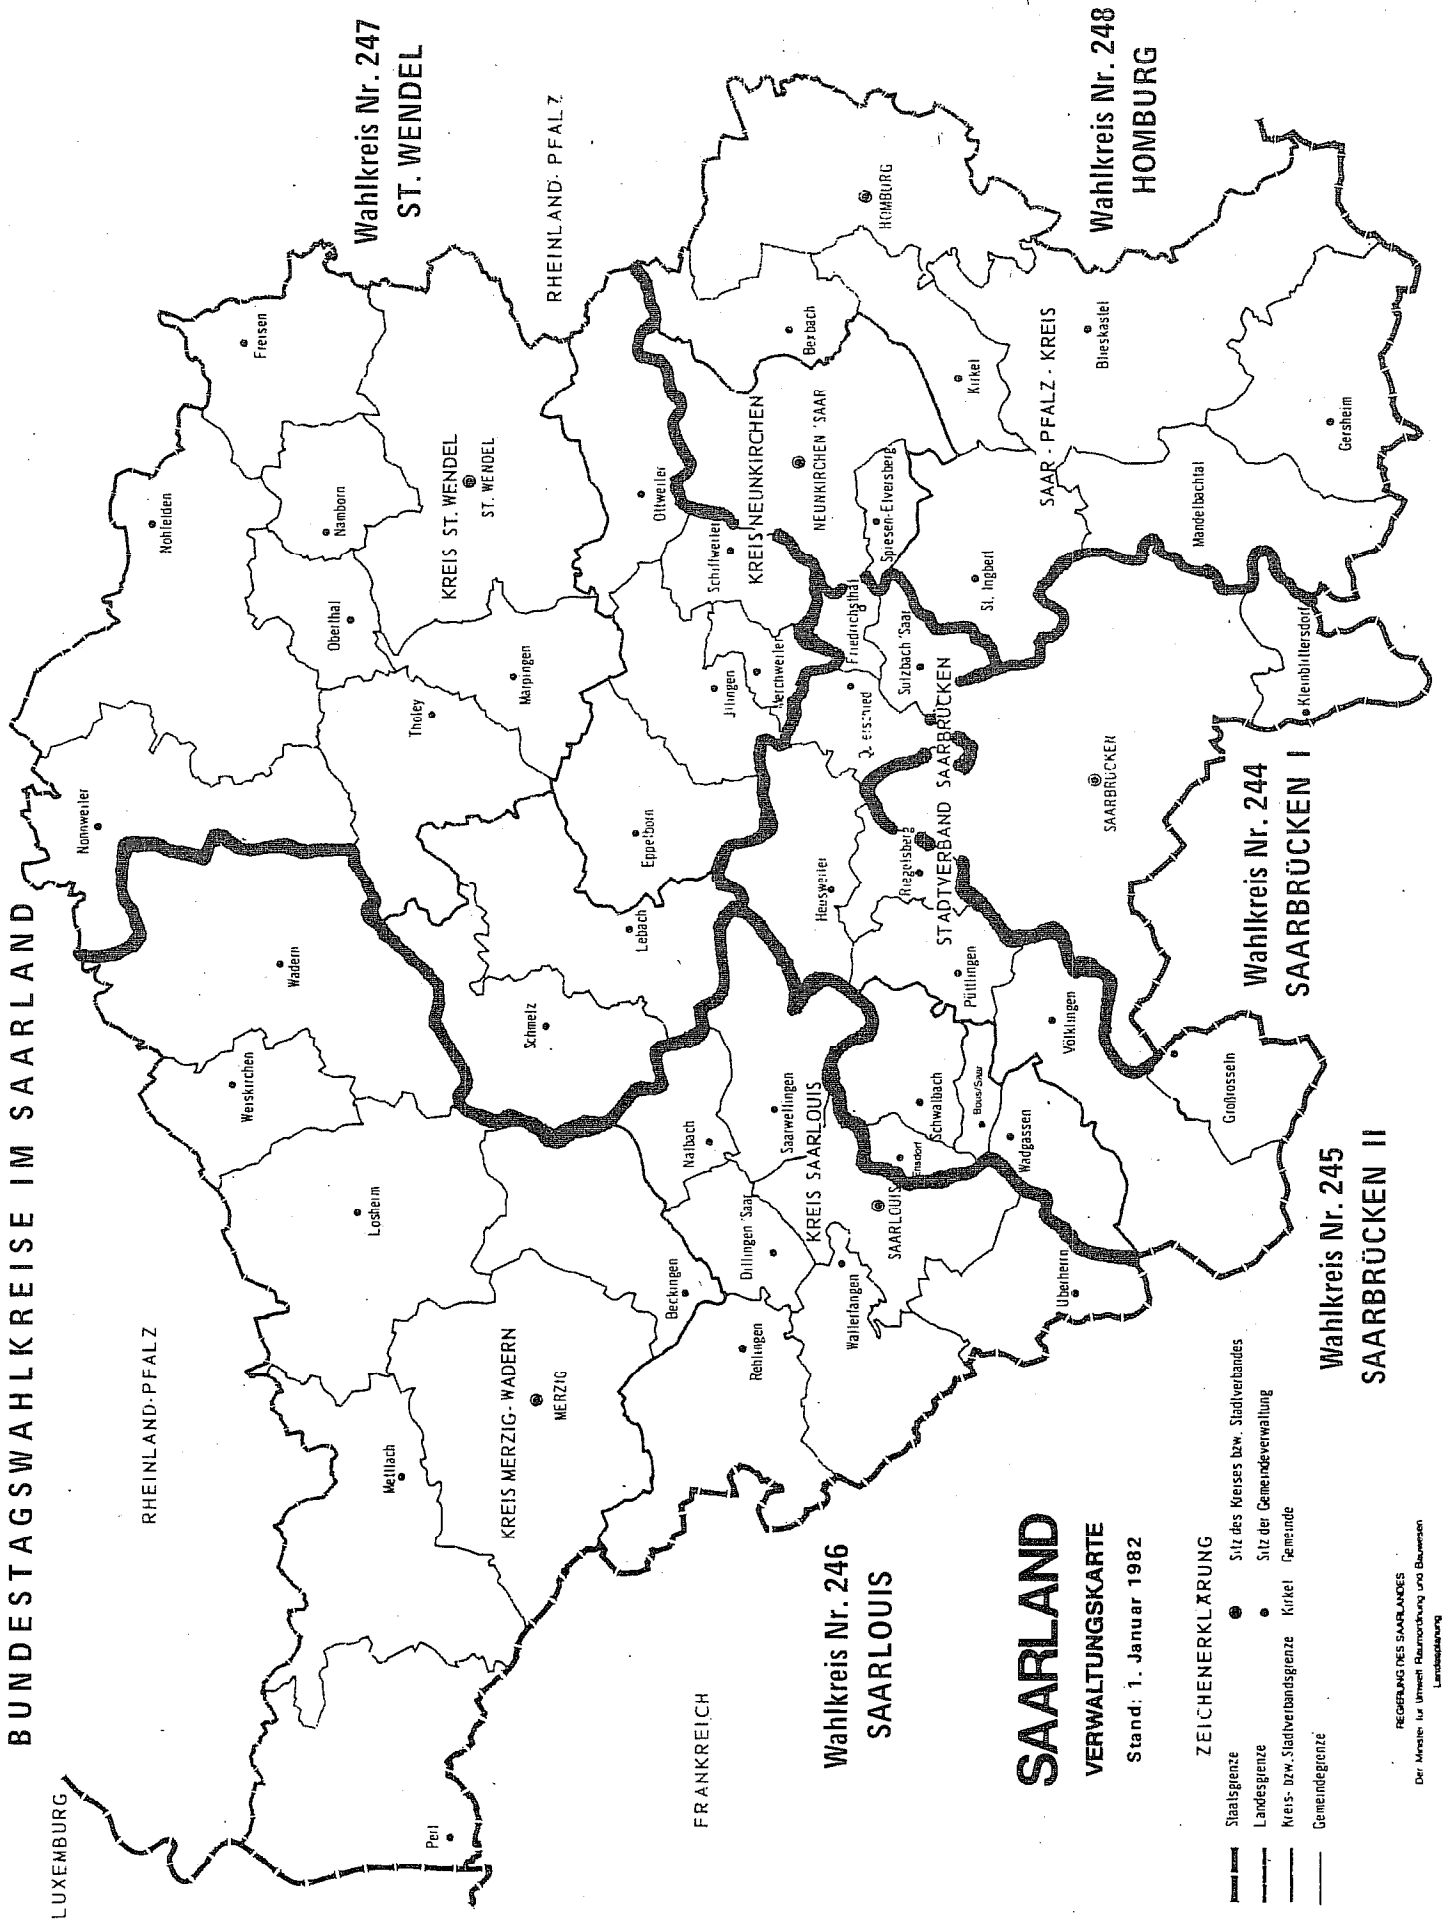 BUNDESTAGSWAHLKREISE IM SAARLAND
LUXEMBURG
RHEINLAND-PFALZ
Wahlkreis Nr. 247
ST. WENDEL
RHEINLAND-PFALZ
Wahlkreis Nr. 248
HOMBURG
FRANKREICH
Wahlkreis Nr. 246
SAARLOUIS
Wahlkreis Nr. 245
SAARBRÜCKEN II
Wahlkreis Nr. 244
SAARBRÜCKEN I
Perl
Mettlach
KREIS MERZIG-WADERN
MERZIG
Losheim
Weiskirchen
Wadern
Beckingen
Nonnweiler
Nohfelden
Freisen
Namborn
Oberthal
KREIS ST. WENDEL
ST. WENDEL
Tholey
Marpingen
Schmelz
Lebach
Eppelborn
Nalbach
Saarwellingen
Dillingen/Saar
Rehlingen
KREIS SAARLOUIS
SAARLOUIS
Wallerfangen
Ensdorf
Schwalbach
Bous/Saar
Wadgassen
Überherrn
Illingen
Merchweiler
Schiffweiler
Ottweiler
KREIS NEUNKIRCHEN
NEUNKIRCHEN/SAAR
Spiesen-Elversberg
Heusweiler
Riegelsberg
Püttlingen
Völklingen
Großrosseln
STADTVERBAND SAARBRÜCKEN
SAARBRÜCKEN
Friedrichsthal
Sulzbach/Saar
Kleinblittersdorf
Bexbach
HOMBURG
Kirkel
SAAR-PFALZ-KREIS
St. Ingbert
Blieskastel
Mandelbachtal
Gersheim
SAARLAND
VERWALTUNGSKARTE
Stand: 1. Januar 1982
ZEICHENERKLÄRUNG
Staatsgrenze
Landesgrenze
Kreis- bzw. Stadtverbandsgrenze
Gemeindegrenze
Sitz des Kreises bzw. Stadtverbandes
Sitz der Gemeindeverwaltung
Kirkel Gemeinde
REGIERUNG DES SAARLANDES
Der Minister für Umwelt Raumordnung und Bauwesen
Landesplanung